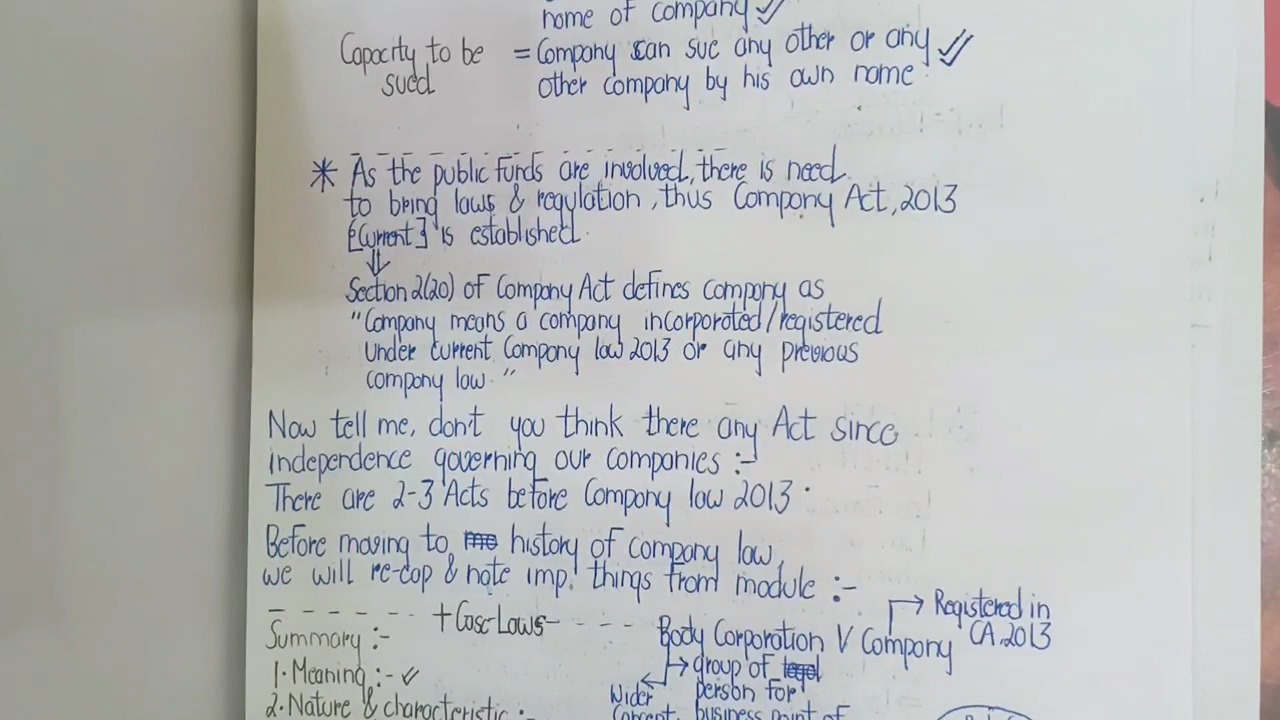 name of company ✓
Capacity to be = Company can sue any other or any ✓
sued other company by his own name.
* As the public funds are involved, there is need
to bring laws & regulation, thus Company Act, 2013
[Current] is established.
⇓
Section 2(20) of Company Act defines company as
"Company means a company incorporated/registered
under current Company law 2013 or any previous
company law."
Now tell me, don't you think there any Act since
independence governing our companies :-
There are 2-3 Acts before Company law 2013.
Before moving to history of company law,
we will re-cap & note imp. things from module :-
+ Case-Laws
Summary :-
1. Meaning :- ✓
2. Nature & characteristic :-
→ Registered in
CA 2013
Body Corporation V Company
→ group of legal
person for
business point of
Wider
Concept